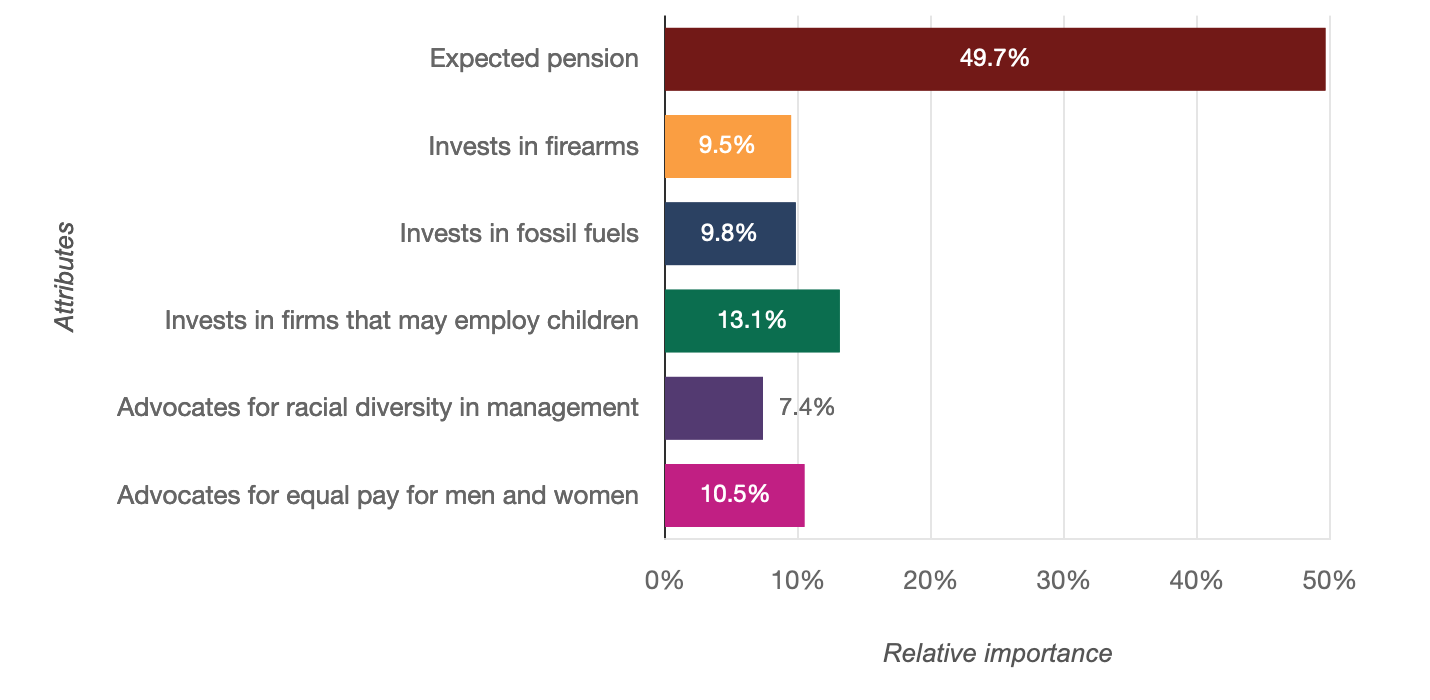 Expected pension
49.7%
Invests in firearms
9.5%
Invests in fossil fuels
9.8%
Invests in firms that may employ children
13.1%
Advocates for racial diversity in management
7.4%
Advocates for equal pay for men and women
10.5%
Attributes
0%
10%
20%
30%
40%
50%
Relative importance